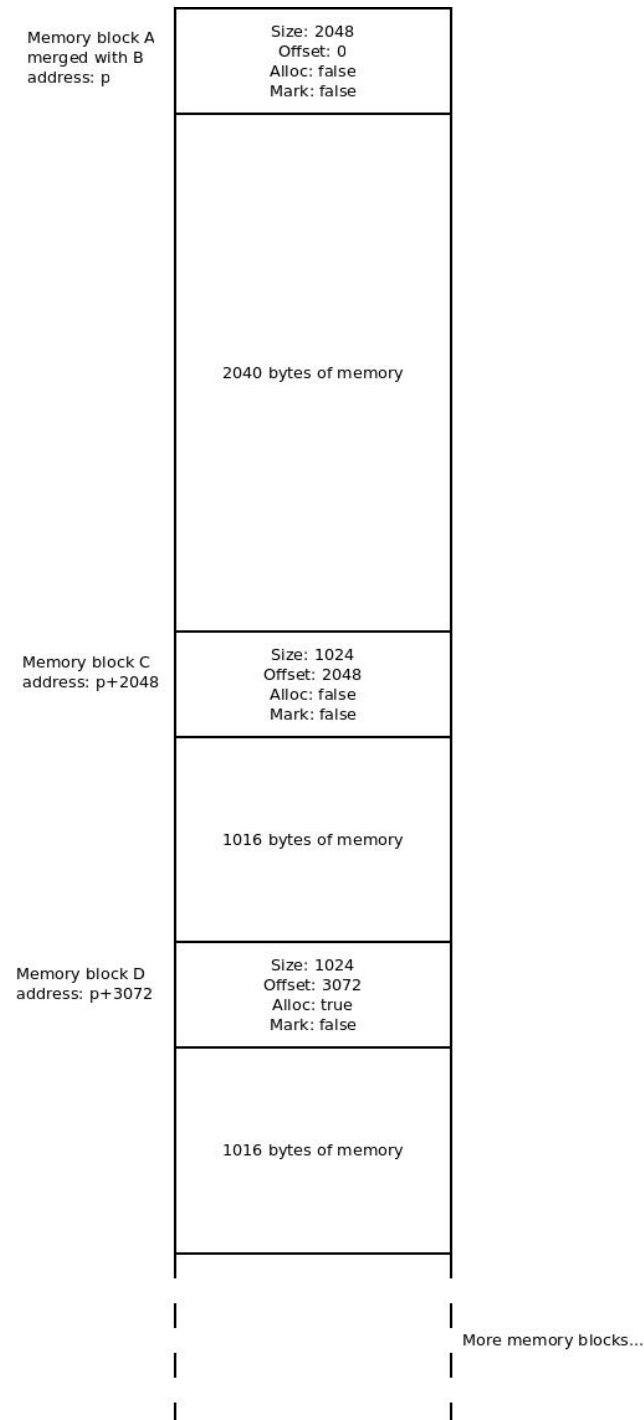 Memory block A
merged with B
address: p
Size: 2048
Offset: 0
Alloc: false
Mark: false
2040 bytes of memory
Memory block C
address: p+2048
Size: 1024
Offset: 2048
Alloc: false
Mark: false
1016 bytes of memory
Memory block D
address: p+3072
Size: 1024
Offset: 3072
Alloc: true
Mark: false
1016 bytes of memory
More memory blocks...